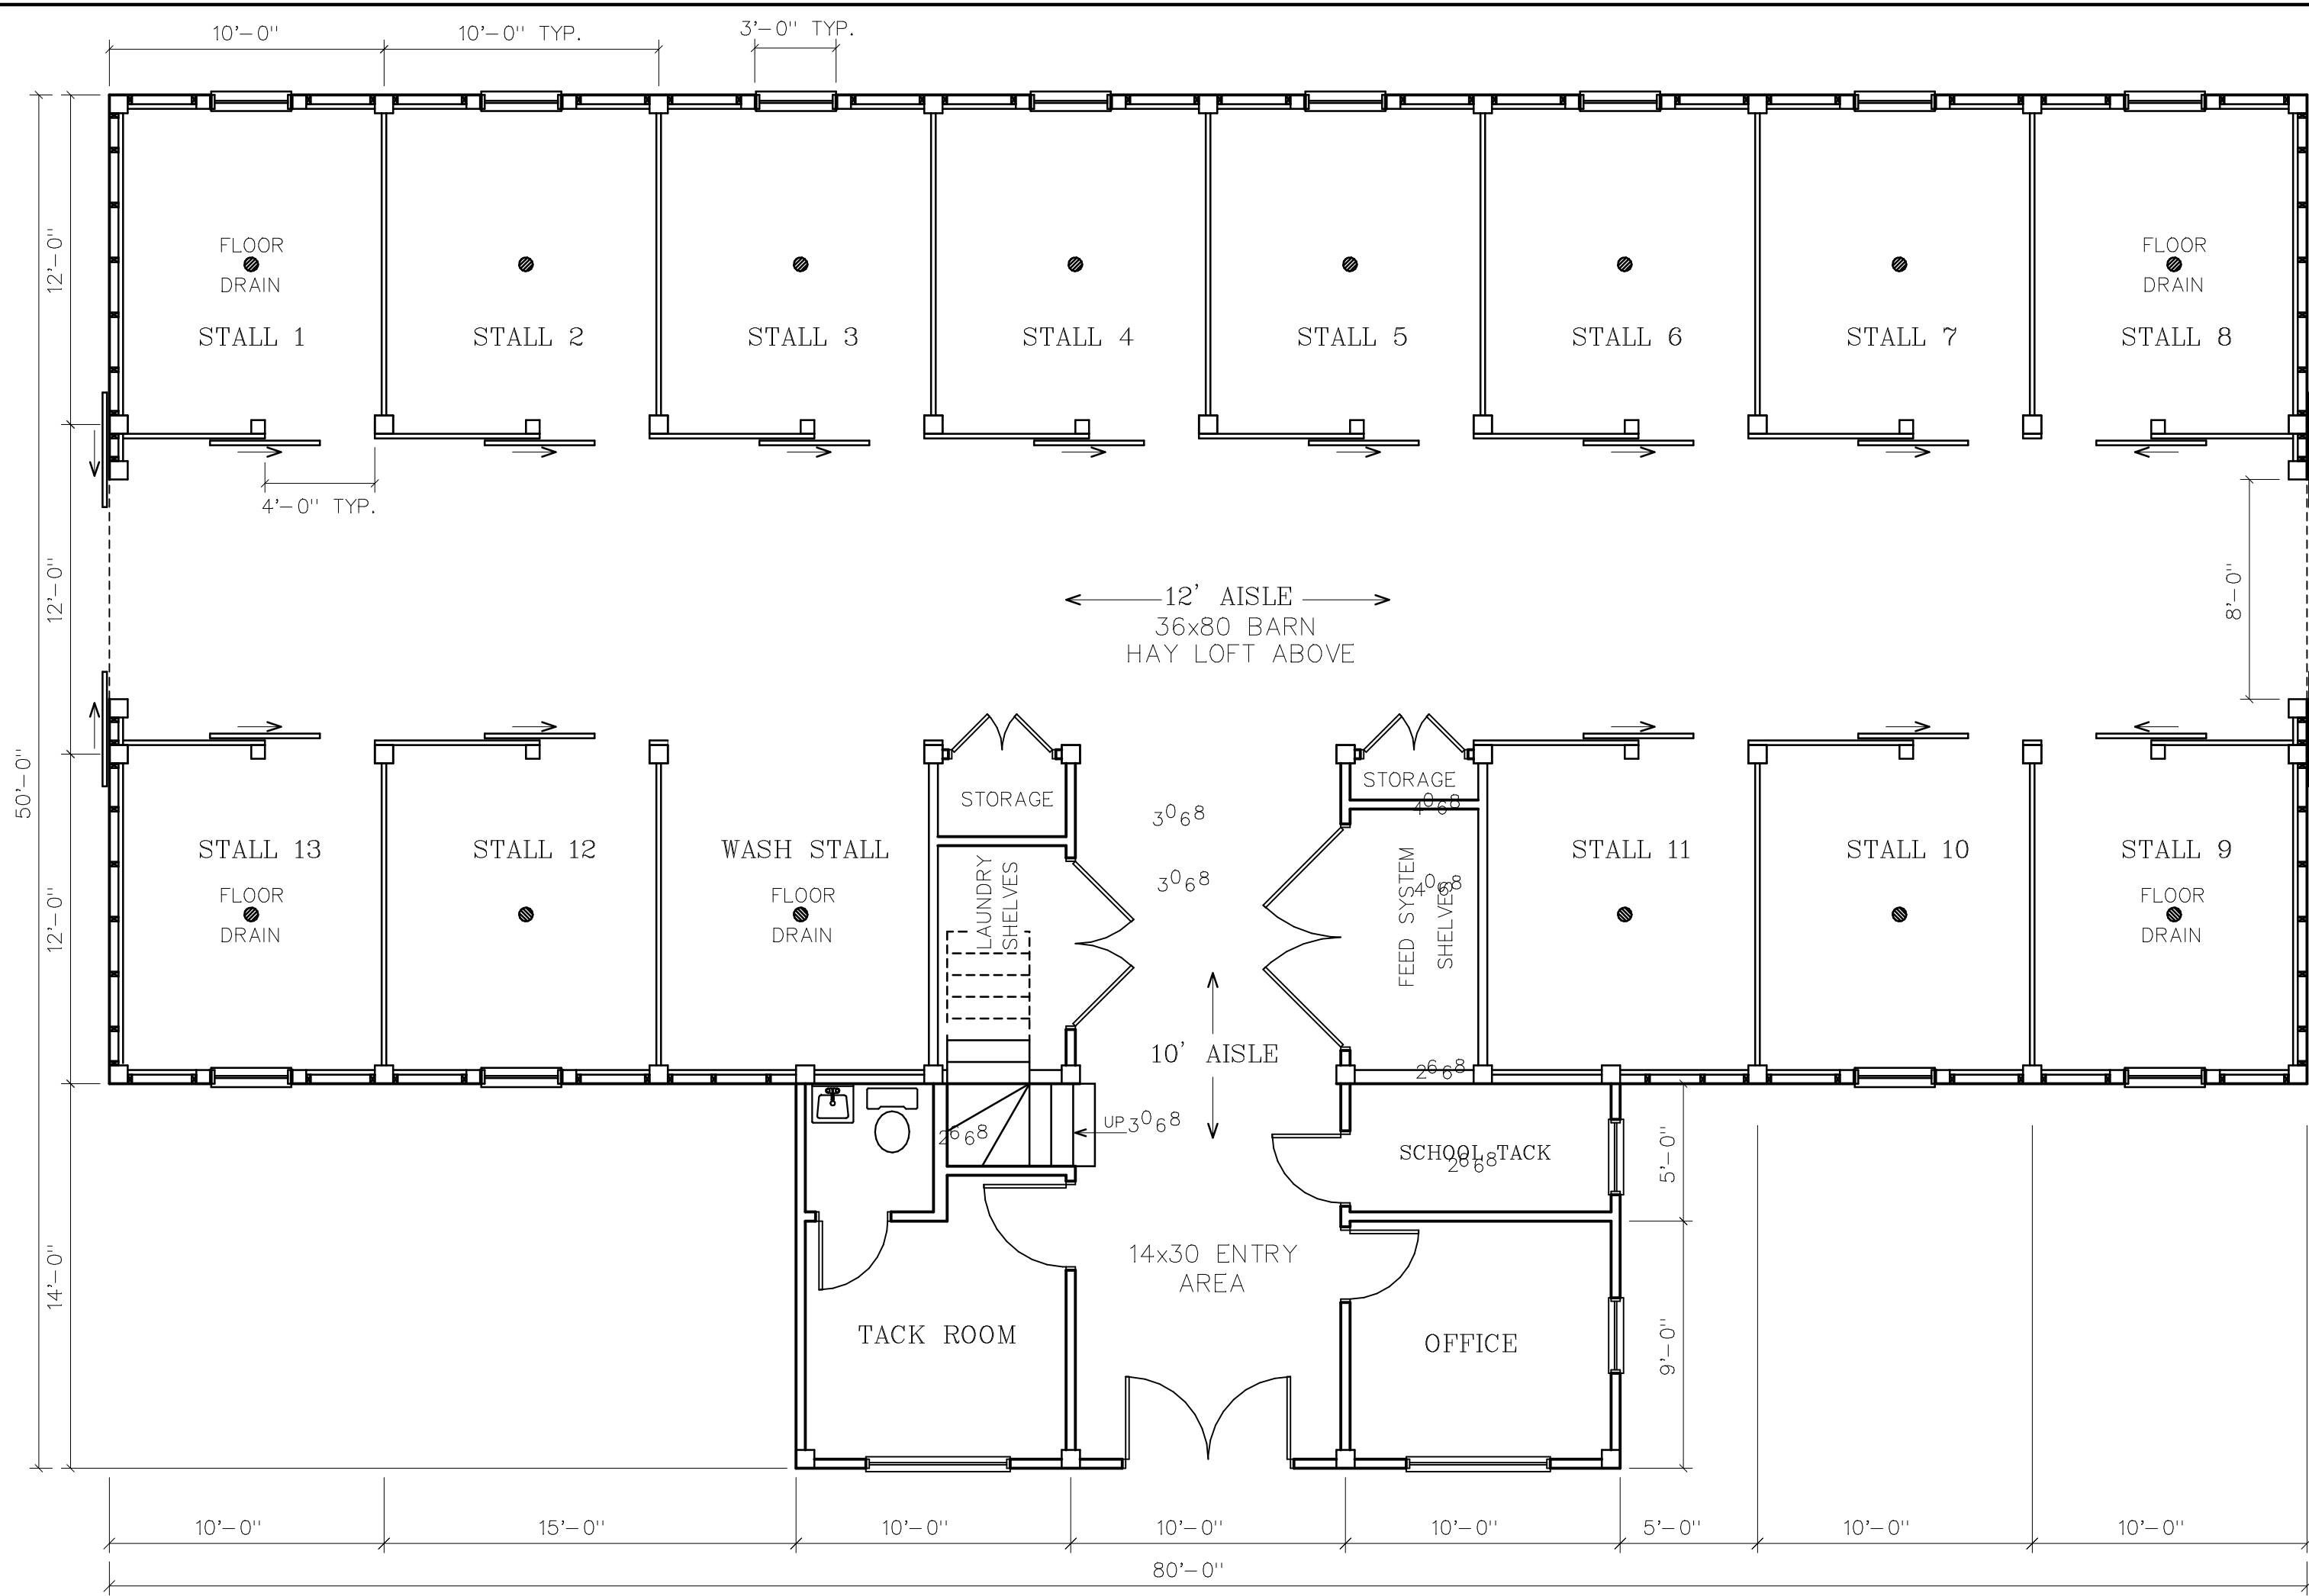 10'-0" 10'-0" TYP. 3'-0" TYP.
12'-0"
FLOOR DRAIN
FLOOR DRAIN
STALL 1 STALL 2 STALL 3 STALL 4 STALL 5 STALL 6 STALL 7 STALL 8
4'-0" TYP.
12'-0"
12' AISLE
36x80 BARN
HAY LOFT ABOVE
8'-0"
50'-0"
STORAGE
STORAGE
3068
4068
STALL 13 STALL 12 WASH STALL
LAUNDRY
SHELVES
3068
FEED SYSTEM
SHELVES
4068
STALL 11 STALL 10 STALL 9
FLOOR DRAIN
FLOOR DRAIN
FLOOR DRAIN
12'-0"
10' AISLE
2668
2668
UP
3068
SCHOOL TACK
2668
5'-0"
14'-0"
14x30 ENTRY
AREA
TACK ROOM
OFFICE
9'-0"
10'-0" 15'-0" 10'-0" 10'-0" 10'-0" 5'-0" 10'-0" 10'-0"
80'-0"